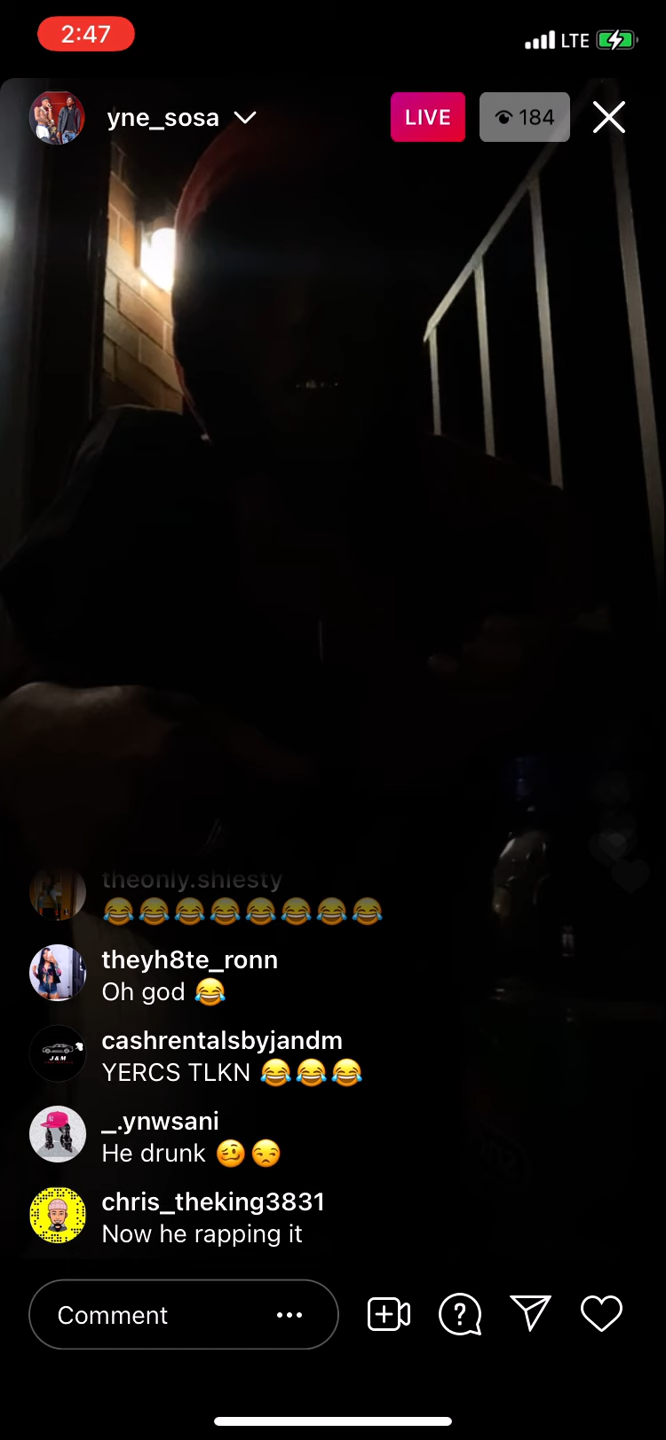 2:47
LTE
yne_sosa
LIVE
184
theonly.shiesty
😂😂😂😂😂😂😂😂
theyh8te_ronn
Oh god 😂
cashrentalsbyjandm
YERCS TLKN 😂😂😂
_.ynwsani
He drunk 🥴😒
chris_theking3831
Now he rapping it
Comment
J&M